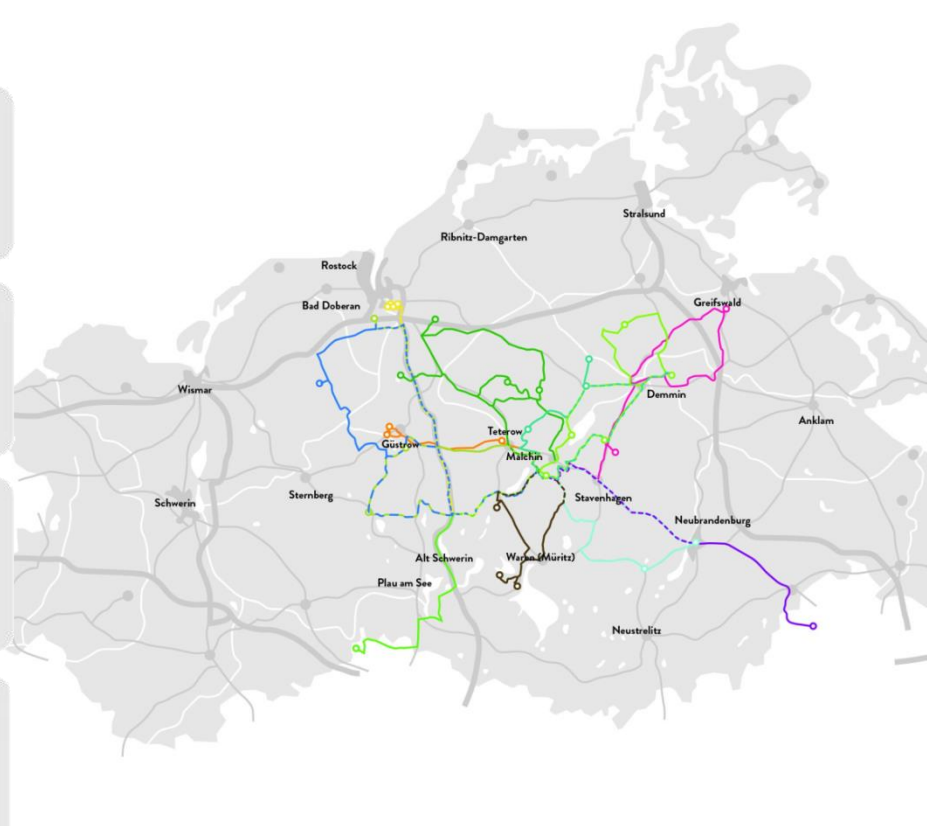 Stralsund
Ribnitz-Damgarten
Rostock
Bad Doberan
Greifswald
Wismar
Demmin
Anklam
Teterow
Güstrow
Malchin
Sternberg
Schwerin
Stavenhagen
Neubrandenburg
Alt Schwerin
Waren (Müritz)
Plau am See
Neustrelitz